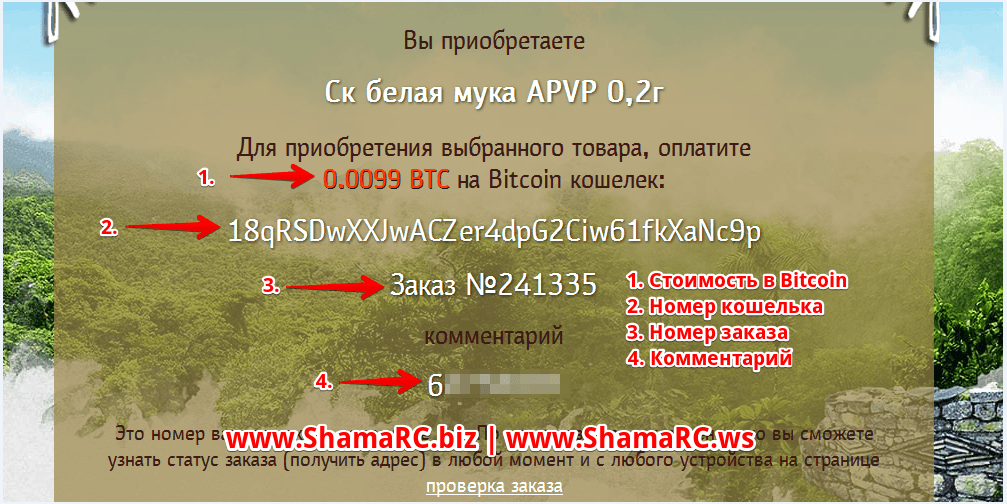 Вы приобретаете
Ск белая мука APVP 0,2г
Для приобретения выбранного товара, оплатите
1. 0.0099 BTC на Bitcoin кошелек:
2. 18qRSDwXXJwACZer4dpG2Ciw61fkXaNc9p
3. Заказ №241335
1. Стоимость в Bitcoin
2. Номер кошелька
3. Номер заказа
4. Комментарий
комментарий
4. 6
Это номер
www.ShamaRC.biz | www.ShamaRC.ws
вы сможете
узнать статус заказа (получить адрес) в любой момент и с любого устройства на странице
проверка заказа